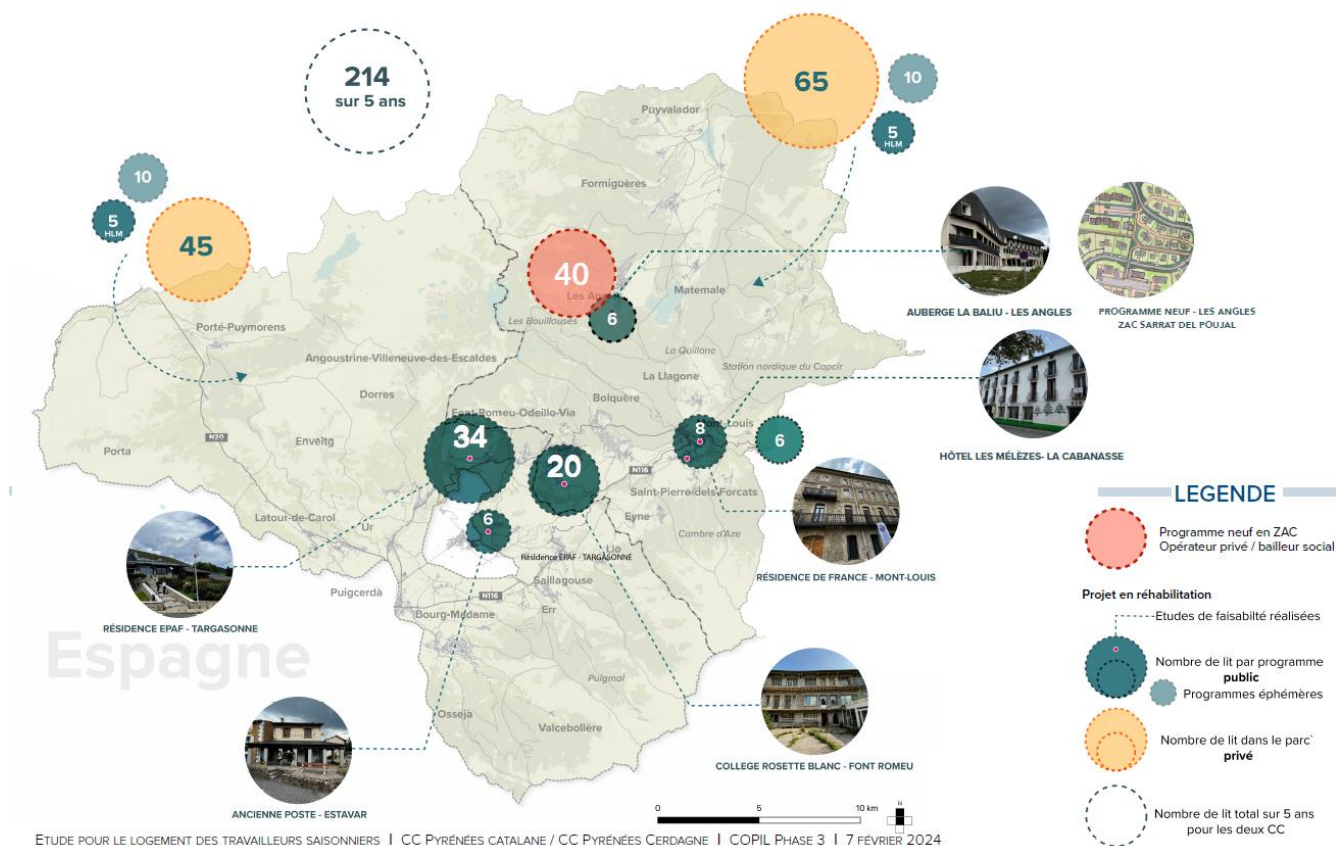 214
sur 5 ans
65
10
5
HLM
Puyvalador
10
5
HLM
45
Formiguères
40
Les An
6
Matemale
Les Bouillouses
AUBERGE LA BALIU - LES ANGLES
PROGRAMME NEUF - LES ANGLES
ZAC SARRAT DEL POUJAL
Porté-Puymorens
Angoustrine-Villeneuve-des-Escaldes
La Quillane
La Llagone
Station nordique du Capcir
Dorres
Bolquère
Font-Romeu-Odeillo-Via
Mont-Louis
34
8
6
Porta
N20
Enveitg
20
N116
HÔTEL LES MÉLÈZES- LA CABANASSE
Saint-Pierre-dels-Forcats
Eyne
Cambre d'Aze
Latour-de-Carol
Ur
6
Llo
Résidence EPAF - TARGASONNE
Saillagouse
RÉSIDENCE DE FRANCE - MONT-LOUIS
Puigcerdà
N116
Bourg-Madame
Err
RÉSIDENCE EPAF - TARGASONNE
Espagne
Puigmal
Osseja
Valcebollère
ANCIENNE POSTE - ESTAVAR
COLLEGE ROSETTE BLANC - FONT ROMEU
0 5 10 km
N
LEGENDE
Programme neuf en ZAC
Opérateur privé / bailleur social
Projet en réhabilitation
Etudes de faisabilté réalisées
Nombre de lit par programme
public
Programmes éphémères
Nombre de lit dans le parc`
privé
Nombre de lit total sur 5 ans
pour les deux CC
ETUDE POUR LE LOGEMENT DES TRAVAILLEURS SAISONNIERS | CC PYRÉNÉES CATALANE / CC PYRÉNÉES CERDAGNE | COPIL PHASE 3 | 7 FÉVRIER 2024